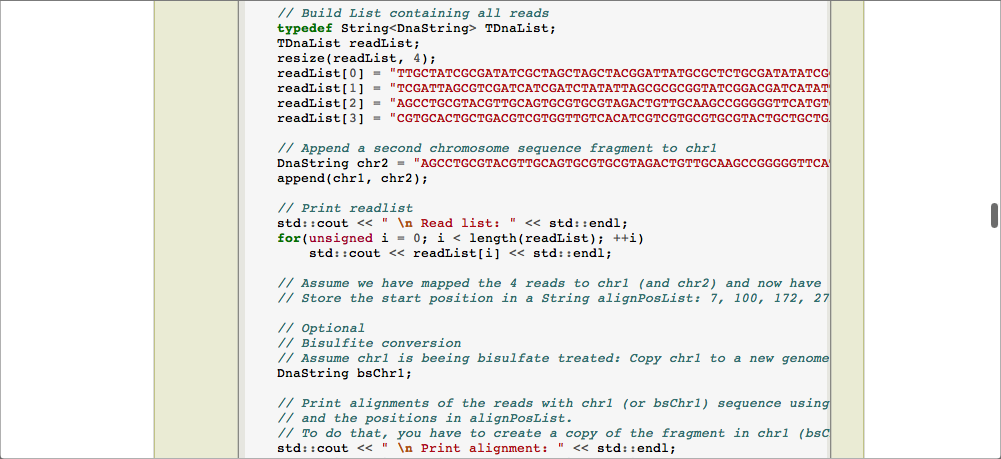 // Build List containing all reads
typedef String<DnaString> TDnaList;
TDnaList readList;
resize(readList, 4);
readList[0] = "TTGCTATCGCGATATCGCTAGCTAGCTACGGATTATGCGCTCTGCGATATATCG
readList[1] = "TCGATTAGCGTCGATCATCGATCTATATTAGCGCGCGGTATCGGACGATCATAT
readList[2] = "AGCCTGCGTACGTTGCAGTGCGTGCGTAGACTGTTGCAAGCCGGGGGTTCATGT
readList[3] = "CGTGCACTGCTGACGTCGTGGTTGTCACATCGTCGTGCGTGCGTACTGCTGCTG
// Append a second chromosome sequence fragment to chr1
DnaString chr2 = "AGCCTGCGTACGTTGCAGTGCGTGCGTAGACTGTTGCAAGCCGGGGGTTCA
append(chr1, chr2);
// Print readlist
std::cout << " \n Read list: " << std::endl;
for(unsigned i = 0; i < length(readList); ++i)
std::cout << readList[i] << std::endl;
// Assume we have mapped the 4 reads to chr1 (and chr2) and now have
// Store the start position in a String alignPosList: 7, 100, 172, 27
// Optional
// Bisulfite conversion
// Assume chr1 is beeing bisulfate treated: Copy chr1 to a new genome
DnaString bsChr1;
// Print alignments of the reads with chr1 (or bsChr1) sequence using
// and the positions in alignPosList.
// To do that, you have to create a copy of the fragment in chr1 (bsC
std::cout << " \n Print alignment: " << std::endl;